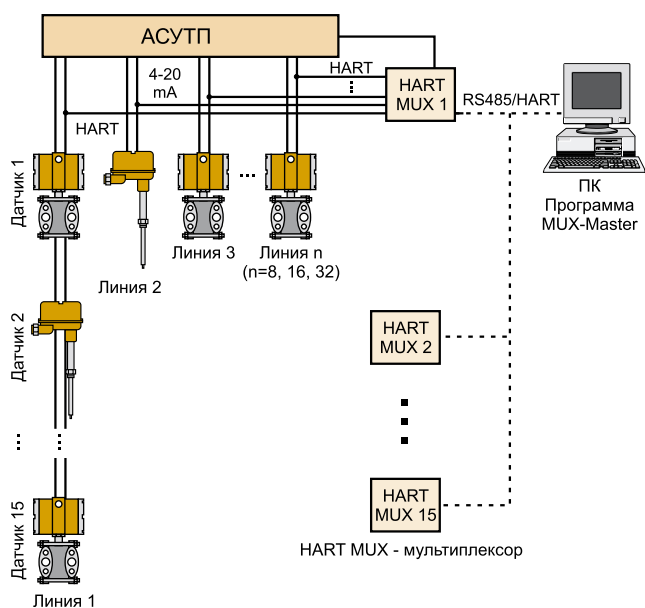 АСУТП
4-20
mA
HART
HART
HART
MUX 1
RS485/HART
ПК
Программа
MUX-Master
Датчик 1
Линия 2
Линия 3
Линия n
(n=8, 16, 32)
Датчик 2
HART
MUX 2
Датчик 15
HART
MUX 15
HART MUX - мультиплексор
Линия 1